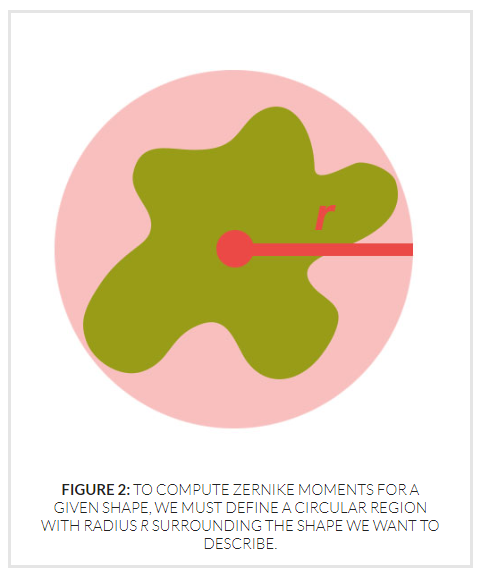 r
FIGURE 2: TO COMPUTE ZERNIKE MOMENTS FOR A
GIVEN SHAPE, WE MUST DEFINE A CIRCULAR REGION
WITH RADIUS R SURROUNDING THE SHAPE WE WANT TO
DESCRIBE.